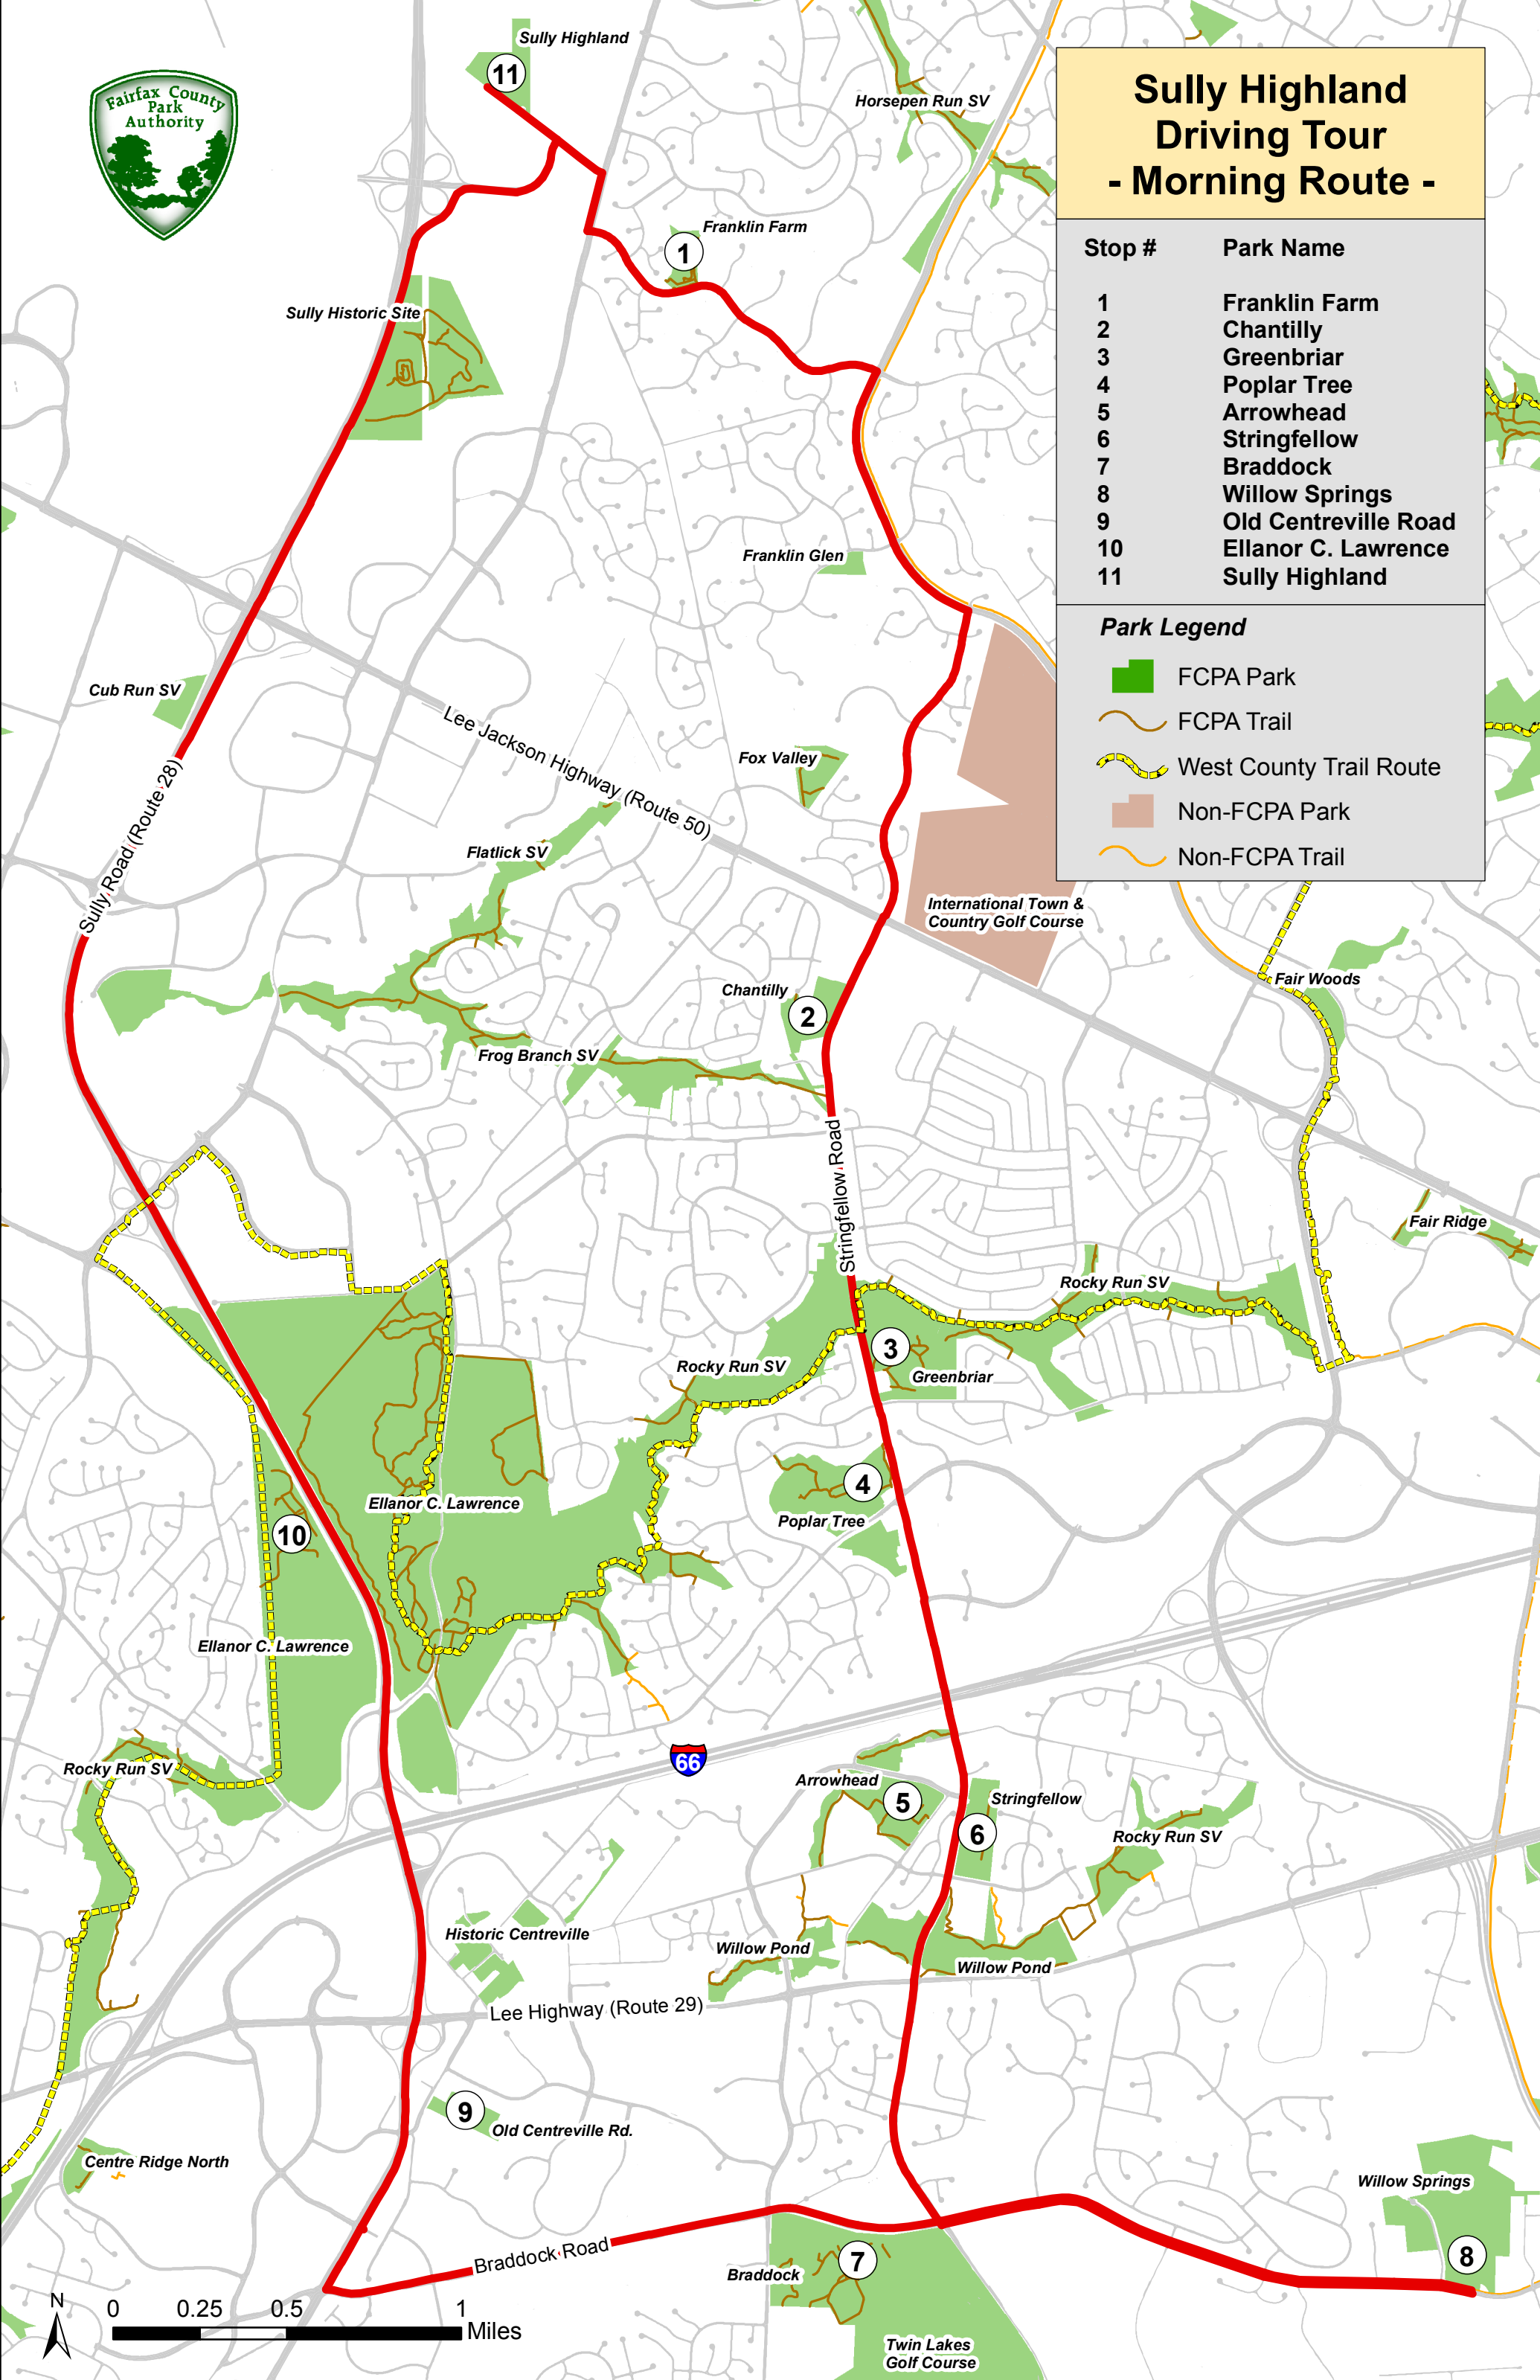 Sully Highland
11
Fairfax County
Park
Authority
Horsepen Run SV
Sully Highland
Driving Tour
- Morning Route -
Stop # Park Name
1 Franklin Farm
2 Chantilly
3 Greenbriar
4 Poplar Tree
5 Arrowhead
6 Stringfellow
7 Braddock
8 Willow Springs
9 Old Centreville Road
10 Ellanor C. Lawrence
11 Sully Highland
Park Legend
FCPA Park
FCPA Trail
West County Trail Route
Non-FCPA Park
Non-FCPA Trail
Franklin Farm
1
Sully Historic Site
Franklin Glen
Cub Run SV
Lee Jackson Highway (Route 50)
Fox Valley
Sully Road (Route 28)
Flatlick SV
International Town &
Country Golf Course
Fair Woods
Chantilly
2
Frog Branch SV
Stringfellow Road
Fair Ridge
Rocky Run SV
3
Rocky Run SV
Greenbriar
4
Ellanor C. Lawrence
Poplar Tree
10
Ellanor C. Lawrence
66
Rocky Run SV
Arrowhead
5
Stringfellow
6
Rocky Run SV
Historic Centreville
Willow Pond
Willow Pond
Lee Highway (Route 29)
9
Old Centreville Rd.
Centre Ridge North
Willow Springs
8
Braddock Road
7
Braddock
N
0 0.25 0.5 1
Miles
Twin Lakes
Golf Course